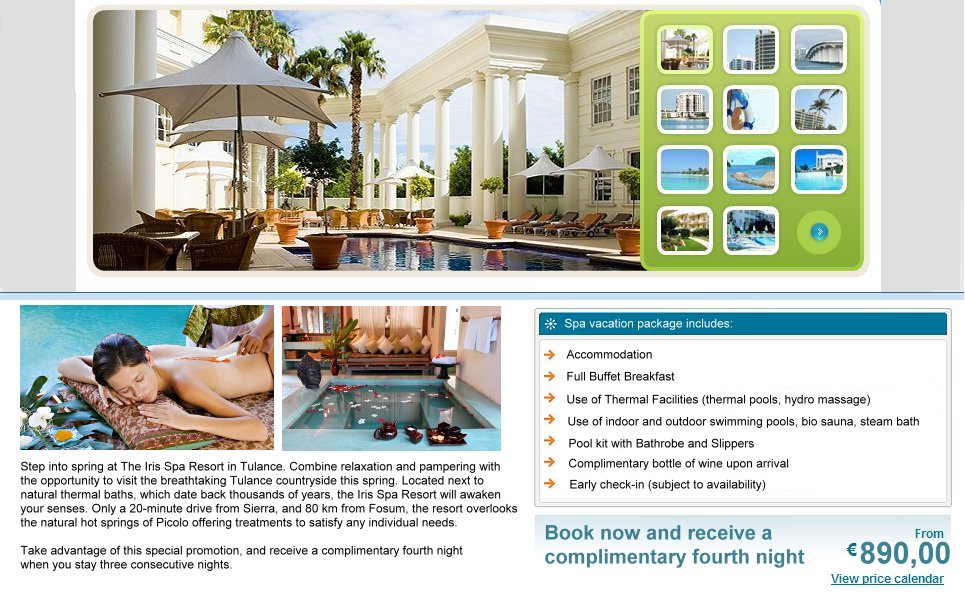 Step into spring at The Iris Spa Resort in Tulance. Combine relaxation and pampering with
the opportunity to visit the breathtaking Tulance countryside this spring. Located next to
natural thermal baths, which date back thousands of years, the Iris Spa Resort will awaken
your senses. Only a 20-minute drive from Sierra, and 80 km from Fosum, the resort overlooks
the natural hot springs of Picolo offering treatments to satisfy any individual needs.
Take advantage of this special promotion, and receive a complimentary fourth night
when you stay three consecutive nights.
Spa vacation package includes:
Accommodation
Full Buffet Breakfast
Use of Thermal Facilities (thermal pools, hydro massage)
Use of indoor and outdoor swimming pools, bio sauna, steam bath
Pool kit with Bathrobe and Slippers
Complimentary bottle of wine upon arrival
Early check-in (subject to availability)
Book now and receive a
complimentary fourth night
From
€890,00
View price calendar